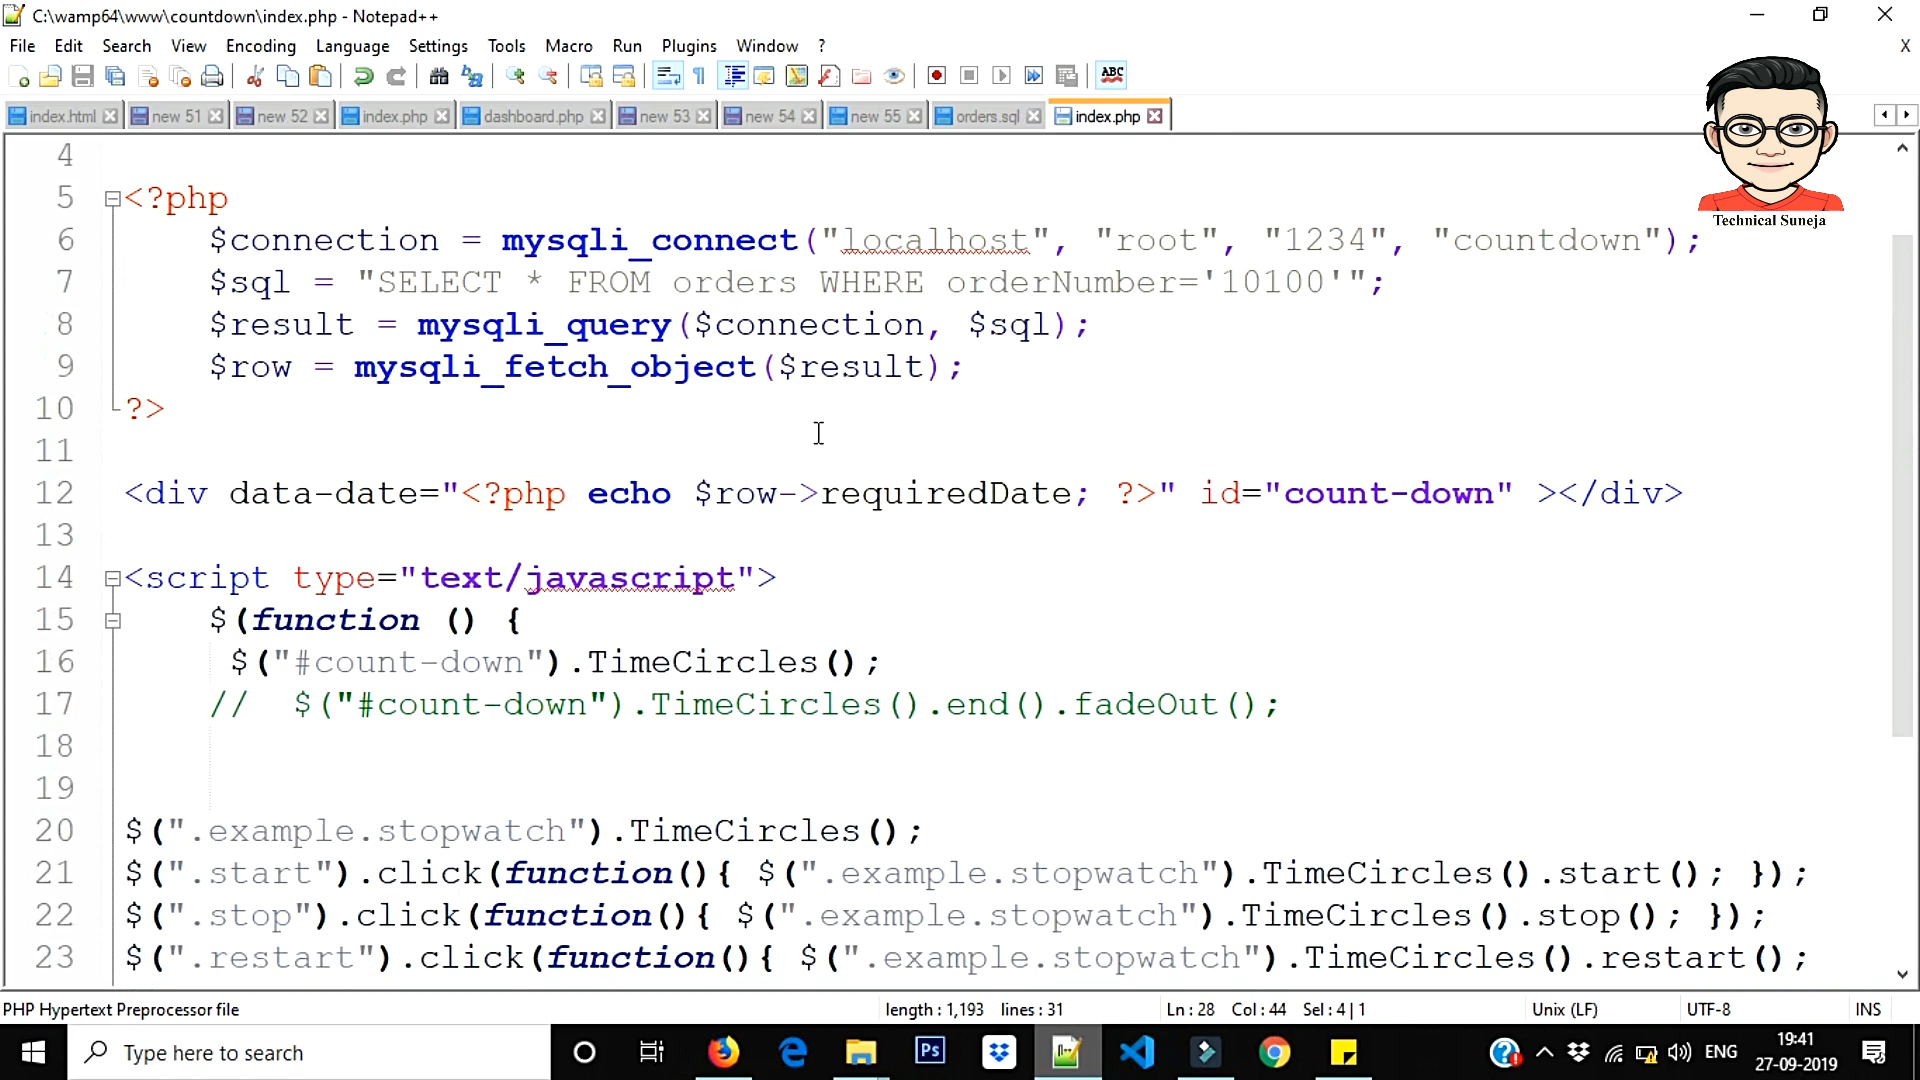 C:\wamp64\www\countdown\index.php - Notepad++
File Edit Search View Encoding Language Settings Tools Macro Run Plugins Window ? X
ABC
index.html new 51 new 52 index.php dashboard.php new 53 new 54 new 55 orders.sql index.php
Technical Suneja
4
5 <?php
6 $connection = mysqli_connect("localhost", "root", "1234", "countdown");
7 $sql = "SELECT * FROM orders WHERE orderNumber='10100'";
8 $result = mysqli_query($connection, $sql);
9 $row = mysqli_fetch_object($result);
10 ?>
11
12 <div data-date="<?php echo $row->requiredDate; ?>" id="count-down" ></div>
13
14 <script type="text/javascript">
15 $(function () {
16 $("#count-down").TimeCircles();
17 // $("#count-down").TimeCircles().end().fadeOut();
18
19
20 $(".example.stopwatch").TimeCircles();
21 $(".start").click(function(){ $(".example.stopwatch").TimeCircles().start(); });
22 $(".stop").click(function(){ $(".example.stopwatch").TimeCircles().stop(); });
23 $(".restart").click(function(){ $(".example.stopwatch").TimeCircles().restart();
PHP Hypertext Preprocessor file length : 1,193 lines : 31 Ln : 28 Col : 44 Sel : 4 | 1 Unix (LF) UTF-8 INS
Type here to search
Ps
ENG
19:41
27-09-2019